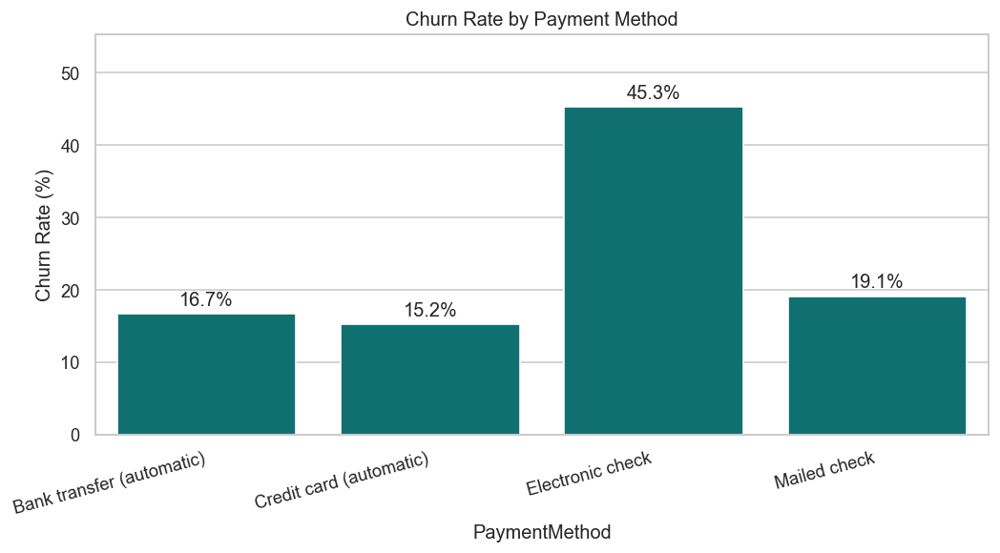 Churn Rate by Payment Method
Churn Rate (%)
50
40
30
20
10
0
16.7%
15.2%
45.3%
19.1%
Bank transfer (automatic)
Credit card (automatic)
Electronic check
Mailed check
PaymentMethod